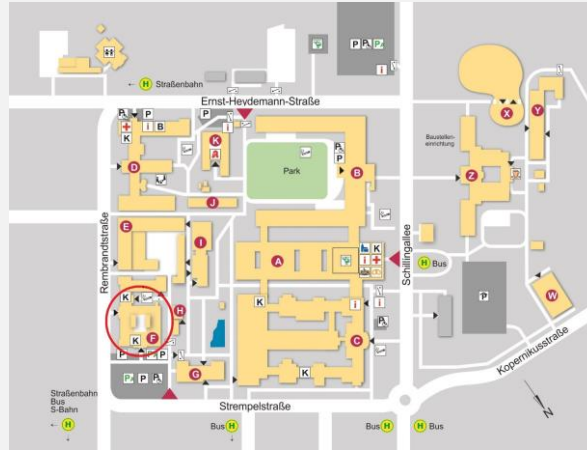 P P P
i
H Straßenbahn
Ernst-Heydemann-Straße
X
Y
P
P
P
i B
K
i
D
B
P
P
Park
Baustellen-
einrichtung
Z
J
E
I
Rembrandtstraße
Schillingallee
A
K
i
H Bus
K
H
F
K
K
i
C
W
P
P
P P
P P P
G
K
Kopernikusstraße
N
Strempelstraße
Straßenbahn
Bus
S-Bahn
H
Bus H
Bus H
H Bus